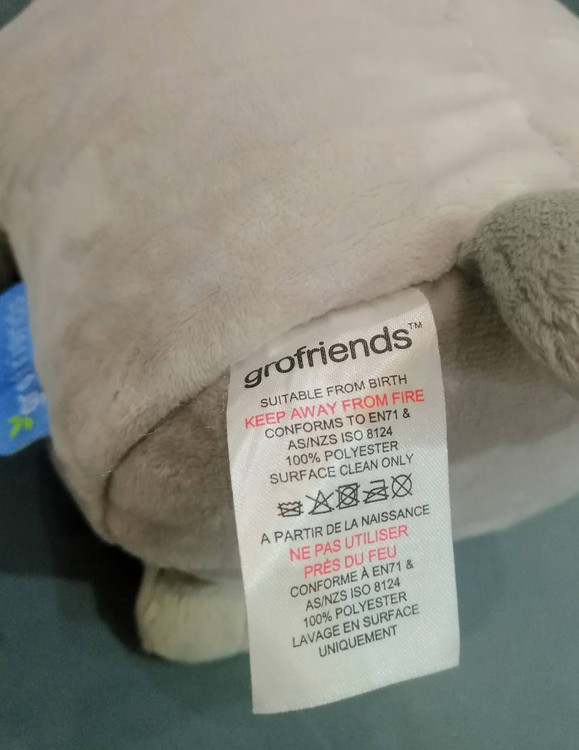 grofriends™
SUITABLE FROM BIRTH
KEEP AWAY FROM FIRE
CONFORMS TO EN71 &
AS/NZS ISO 8124
100% POLYESTER
SURFACE CLEAN ONLY
A PARTIR DE LA NAISSANCE
NE PAS UTILISER
PRÈS DU FEU
CONFORME À EN71 &
AS/NZS ISO 8124
100% POLYESTER
LAVAGE EN SURFACE
UNIQUEMENT